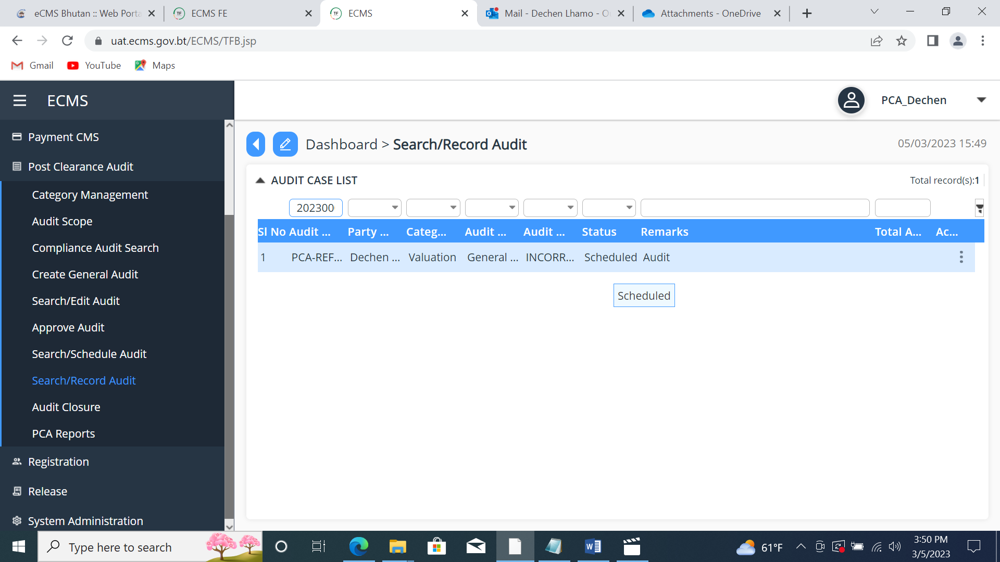 eCMS Bhutan :: Web Porta
ECMS FE
ECMS
Mail - Dechen Lhamo - O
Attachments - OneDrive
uat.ecms.gov.bt/ECMS/TFB.jsp
Gmail
YouTube
Maps
ECMS
PCA_Dechen
Payment CMS
Post Clearance Audit
Category Management
Audit Scope
Compliance Audit Search
Create General Audit
Search/Edit Audit
Approve Audit
Search/Schedule Audit
Search/Record Audit
Audit Closure
PCA Reports
Registration
Release
System Administration
Dashboard > Search/Record Audit
05/03/2023 15:49
AUDIT CASE LIST
Total record(s):1
202300
Sl No Audit ... Party ... Categ... Audit ... Audit ... Status Remarks Total A... Ac...
1 PCA-REF... Dechen ... Valuation General ... INCORR... Scheduled Audit
Scheduled
Type here to search
61°F
3:50 PM
3/5/2023